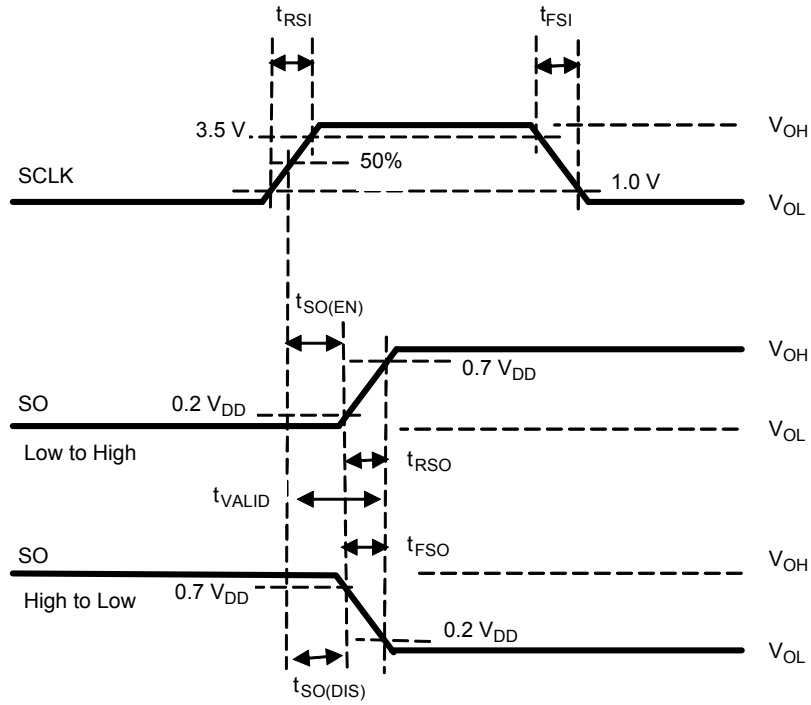 tRSI
tFSI
3.5 V
VOH
50%
SCLK
1.0 V
VOL
tSO(EN)
VOH
0.7 VDD
SO
0.2 VDD
VOL
Low to High
tRSO
tVALID
SO
tFSO
VOH
High to Low
0.7 VDD
0.2 VDD
VOL
tSO(DIS)